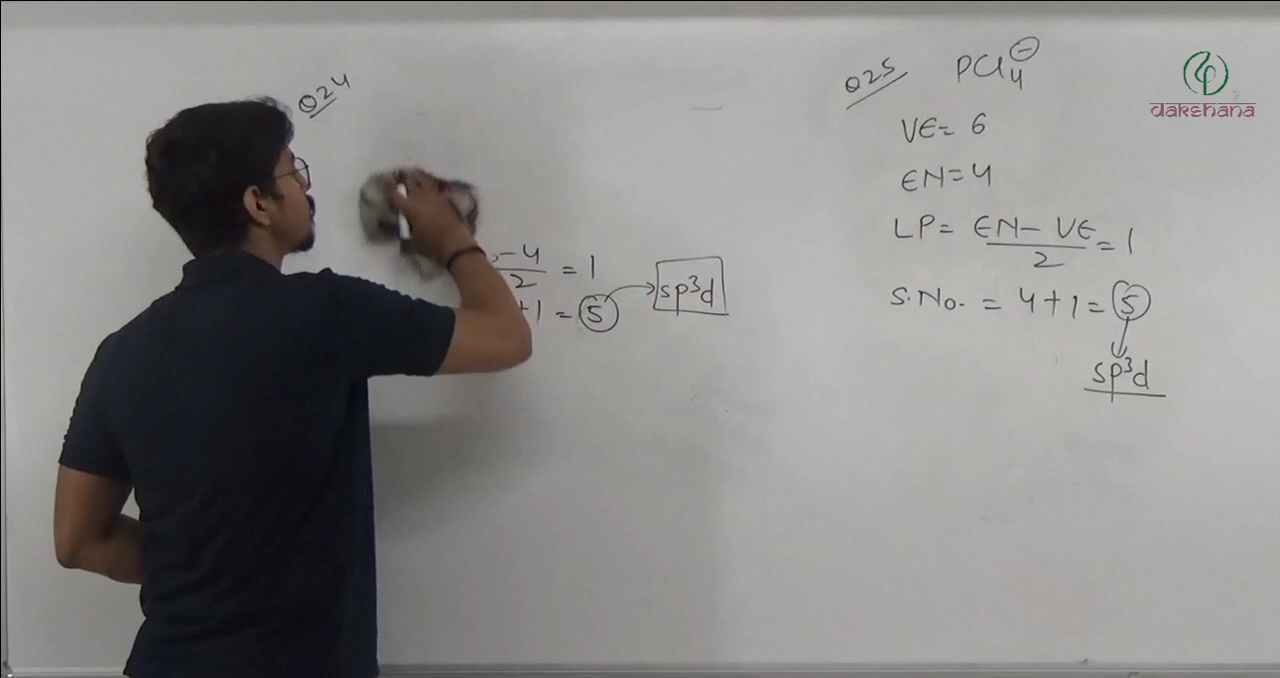 Q24
-4
2
= 1
+1 = 5 → sp³d
Q25 PCl₄⊖
VE= 6
EN=4
LP= EN- VE
2
= 1
S.No. = 4+1 = 5
sp³d
dakshana